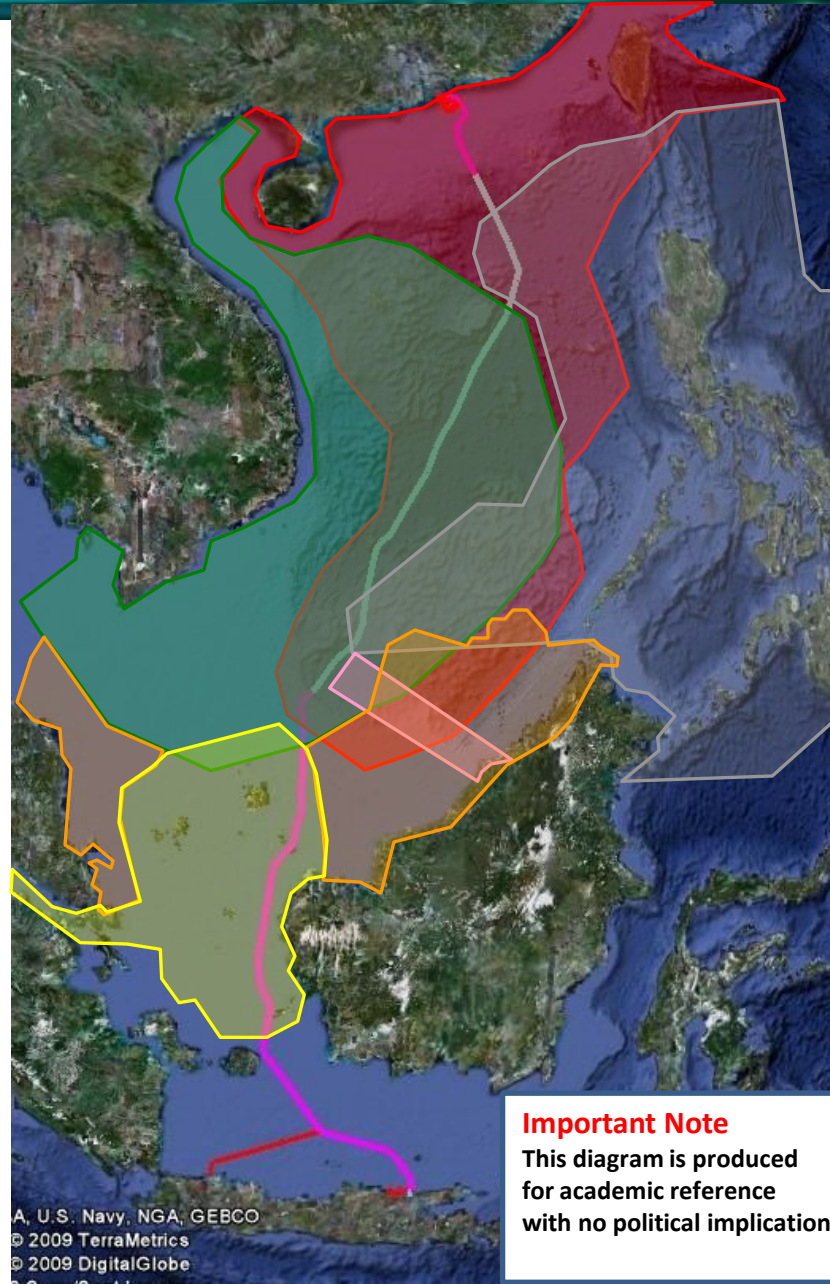 Important Note
This diagram is produced
for academic reference
with no political implication
A, U.S. Navy, NGA, GEBCO
© 2009 TerraMetrics
© 2009 DigitalGlobe